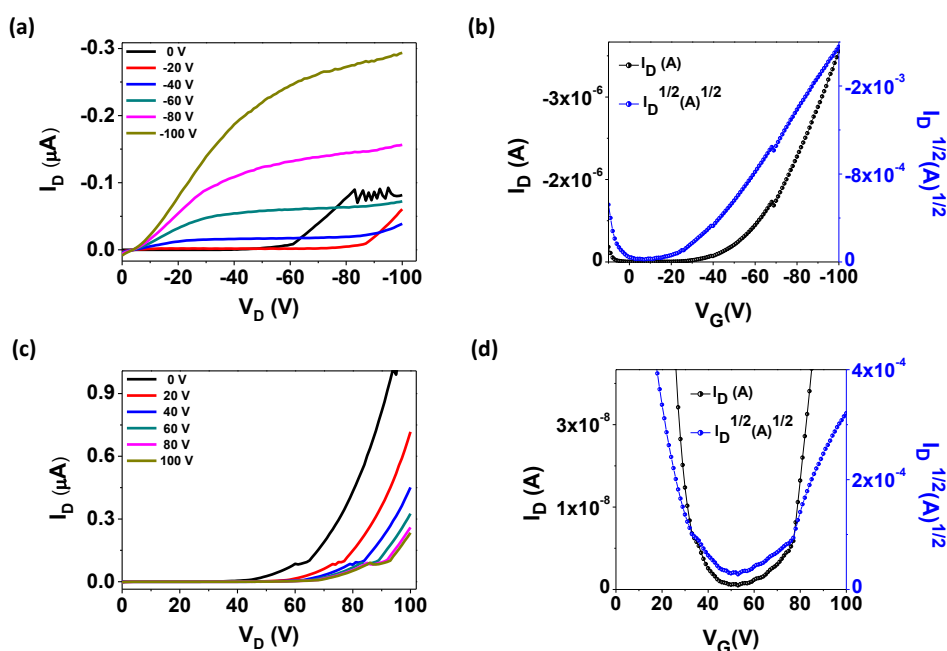 (a)
-0.3
-0.2
-0.1
0.0
I_D (μA)
0 V
-20 V
-40 V
-60 V
-80 V
-100 V
0 -20 -40 -60 -80 -100
V_D (V)
(b)
-3x10⁻⁶
-2x10⁻⁶
0
I_D (A)
I_D (A)
I_D^1/2(A)^1/2
-2x10⁻³
-8x10⁻⁴
0
I_D^1/2(A)^1/2
0 -20 -40 -60 -80 -100
V_G(V)
(c)
0.9
0.6
0.3
0.0
I_D (μA)
0 V
20 V
40 V
60 V
80 V
100 V
0 20 40 60 80 100
V_D (V)
(d)
3x10⁻⁸
1x10⁻⁸
0
I_D (A)
I_D (A)
I_D^1/2(A)^1/2
4x10⁻⁴
2x10⁻⁴
0
I_D^1/2(A)^1/2
0 20 40 60 80 100
V_G(V)